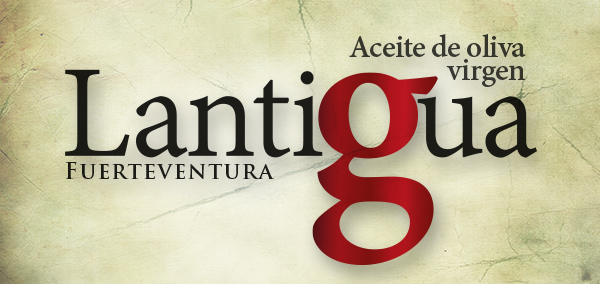 Aceite de oliva
virgen
Lantigua
FUERTEVENTURA